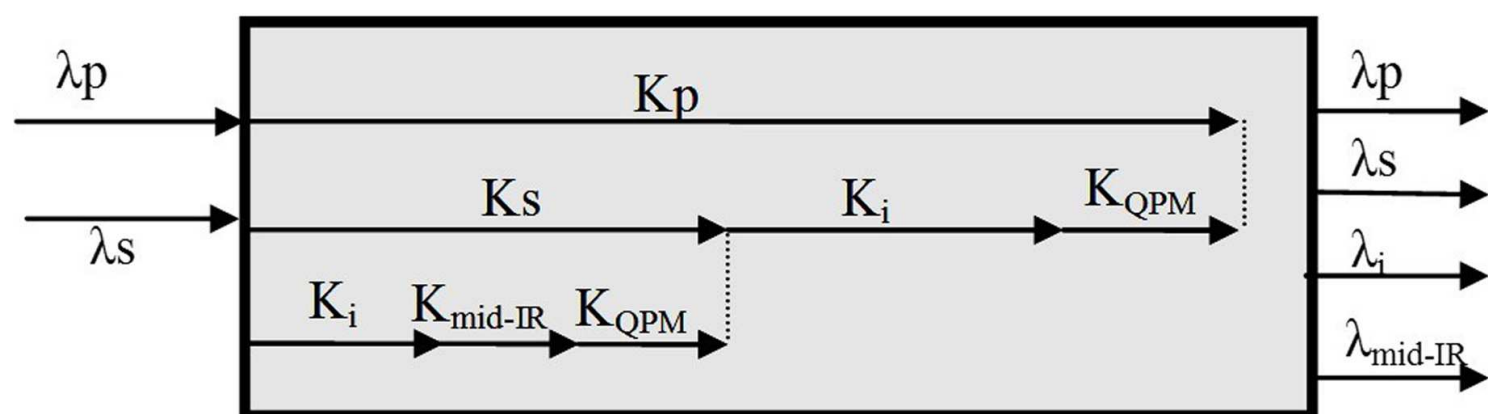 λp
λs
Kp
Ks
Ki
KQPM
Ki
Kmid-IR
KQPM
λp
λs
λi
λmid-IR